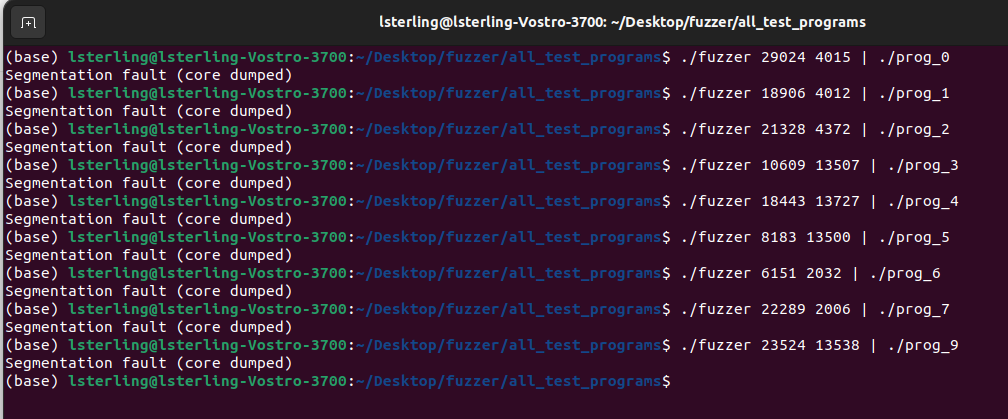 lsterling@lsterling-Vostro-3700: ~/Desktop/fuzzer/all_test_programs
(base) lsterling@lsterling-Vostro-3700:~/Desktop/fuzzer/all_test_programs$ ./fuzzer 29024 4015 | ./prog_0
Segmentation fault (core dumped)
(base) lsterling@lsterling-Vostro-3700:~/Desktop/fuzzer/all_test_programs$ ./fuzzer 18906 4012 | ./prog_1
Segmentation fault (core dumped)
(base) lsterling@lsterling-Vostro-3700:~/Desktop/fuzzer/all_test_programs$ ./fuzzer 21328 4372 | ./prog_2
Segmentation fault (core dumped)
(base) lsterling@lsterling-Vostro-3700:~/Desktop/fuzzer/all_test_programs$ ./fuzzer 10609 13507 | ./prog_3
Segmentation fault (core dumped)
(base) lsterling@lsterling-Vostro-3700:~/Desktop/fuzzer/all_test_programs$ ./fuzzer 18443 13727 | ./prog_4
Segmentation fault (core dumped)
(base) lsterling@lsterling-Vostro-3700:~/Desktop/fuzzer/all_test_programs$ ./fuzzer 8183 13500 | ./prog_5
Segmentation fault (core dumped)
(base) lsterling@lsterling-Vostro-3700:~/Desktop/fuzzer/all_test_programs$ ./fuzzer 6151 2032 | ./prog_6
Segmentation fault (core dumped)
(base) lsterling@lsterling-Vostro-3700:~/Desktop/fuzzer/all_test_programs$ ./fuzzer 22289 2006 | ./prog_7
Segmentation fault (core dumped)
(base) lsterling@lsterling-Vostro-3700:~/Desktop/fuzzer/all_test_programs$ ./fuzzer 23524 13538 | ./prog_9
Segmentation fault (core dumped)
(base) lsterling@lsterling-Vostro-3700:~/Desktop/fuzzer/all_test_programs$